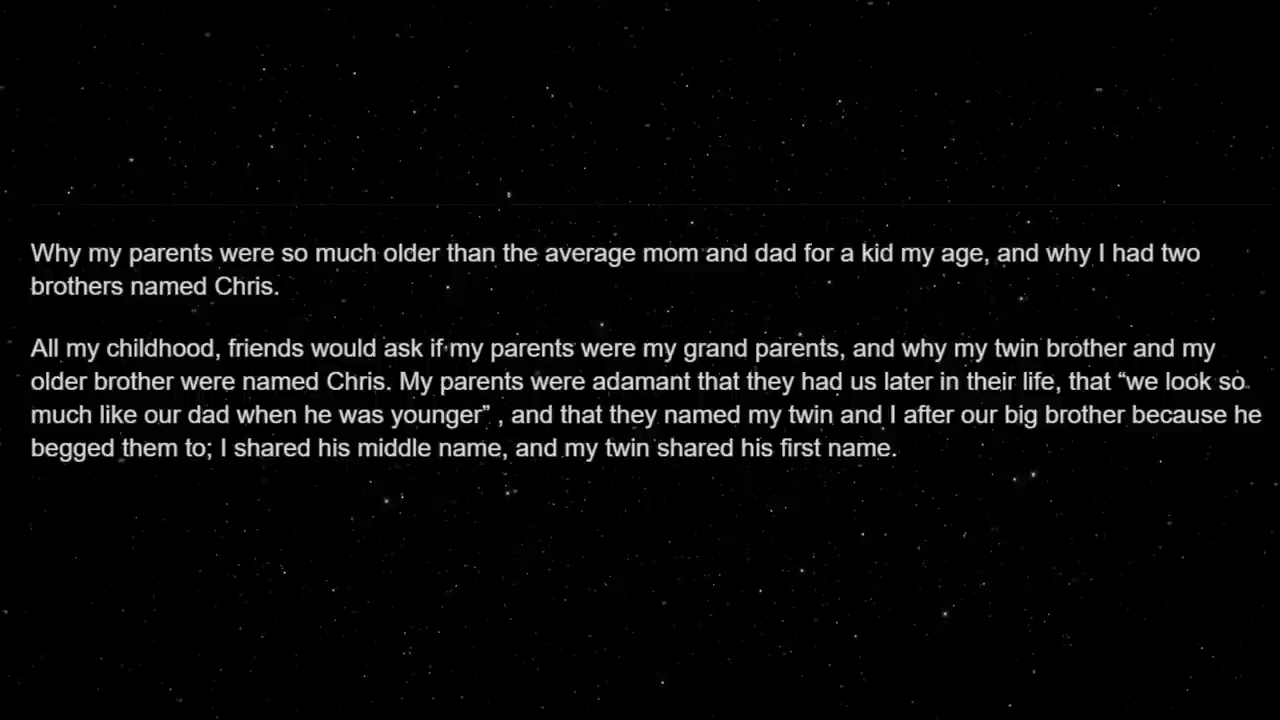 Why my parents were so much older than the average mom and dad for a kid my age, and why I had two
brothers named Chris.
All my childhood, friends would ask if my parents were my grand parents, and why my twin brother and my
older brother were named Chris. My parents were adamant that they had us later in their life, that “we look so
much like our dad when he was younger” , and that they named my twin and I after our big brother because he
begged them to; I shared his middle name, and my twin shared his first name.